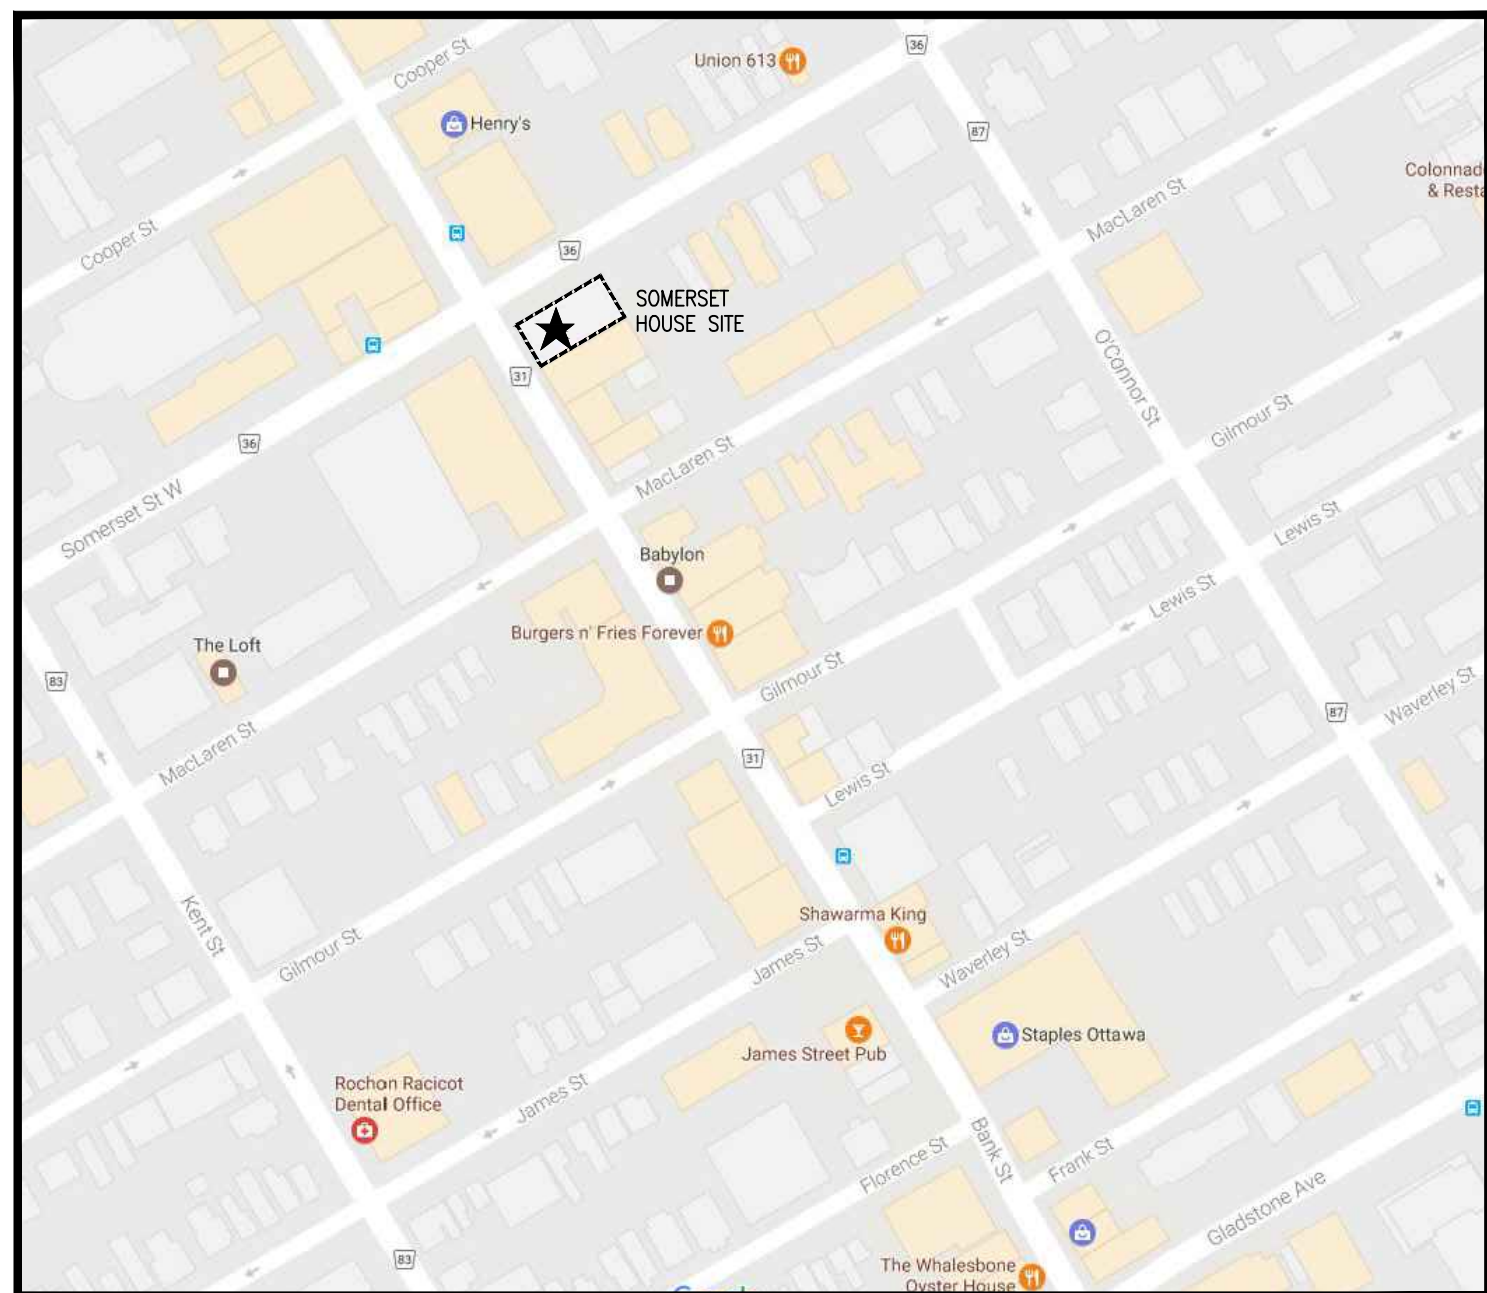 Cooper St
36
Union 613
Henry's
87
Colonnad
& Resta
MacLaren St
Cooper St
36
SOMERSET
HOUSE SITE
31
O'Connor St
Gilmour St
36
MacLaren St
Somerset St W
Lewis St
Babylon
Lewis St
Burgers n' Fries Forever
The Loft
Gilmour St
83
Waverley St
87
MacLaren St
31
Lewis St
Kent St
Shawarma King
Gilmour St
James St
Waverley St
Staples Ottawa
James Street Pub
Rochon Racicot
Dental Office
James St
Bank St
Florence St
Frank St
Gladstone Ave
83
The Whalesbone
Oyster House